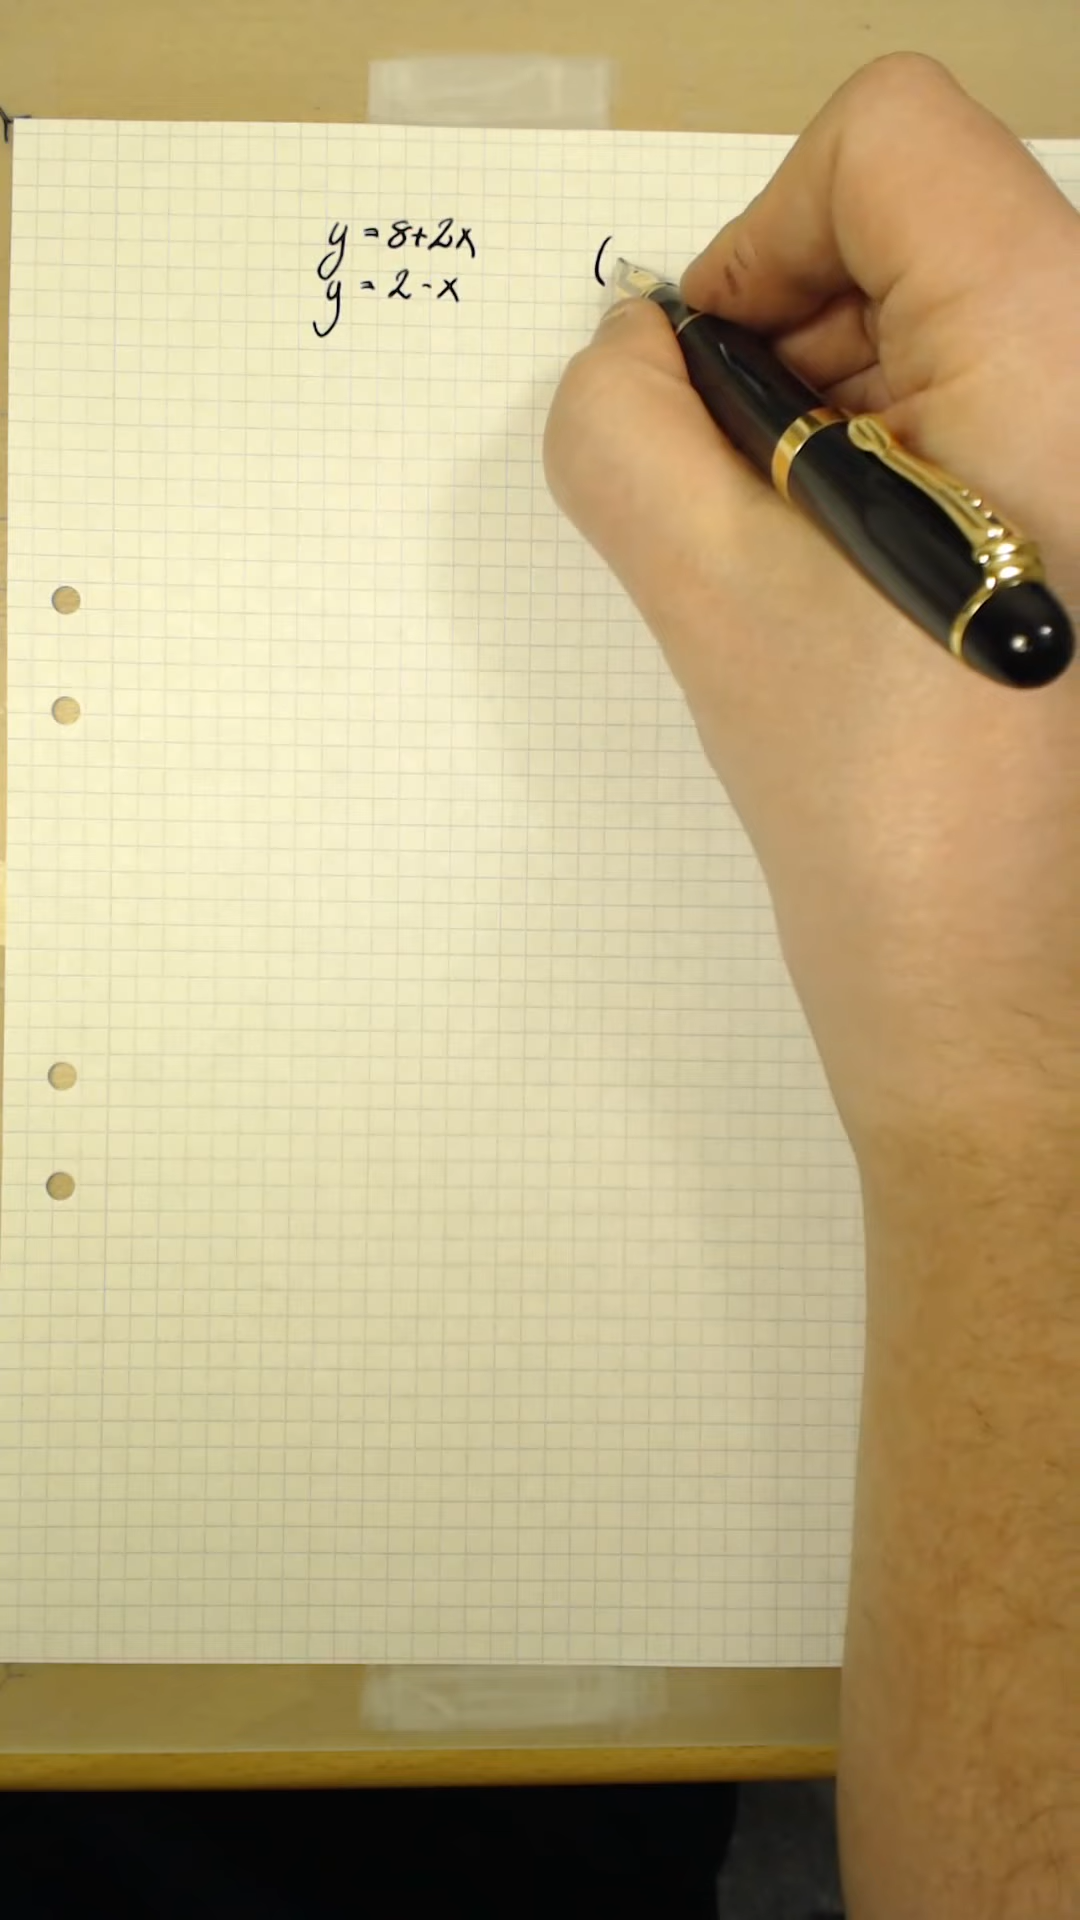 y = 8+2x (
y = 2-x